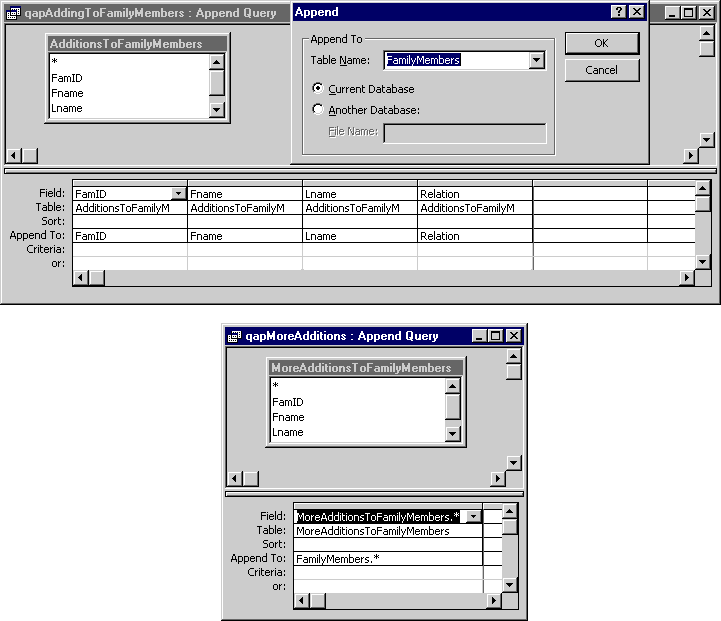 qapAddingToFamilyMembers : Append Query
Append
AdditionsToFamilyMembers
*
FamID
Fname
Lname
Append To
Table Name:
FamilyMembers
Current Database
Another Database:
File Name:
OK
Cancel
Field: FamID Fname Lname Relation
Table: AdditionsToFamilyM AdditionsToFamilyM AdditionsToFamilyM AdditionsToFamilyM
Sort:
Append To: FamID Fname Lname Relation
Criteria:
or:
qapMoreAdditions : Append Query
MoreAdditionsToFamilyMembers
*
FamID
Fname
Lname
Field: MoreAdditionsToFamilyMembers.*
Table: MoreAdditionsToFamilyMembers
Sort:
Append To: FamilyMembers.*
Criteria:
or: